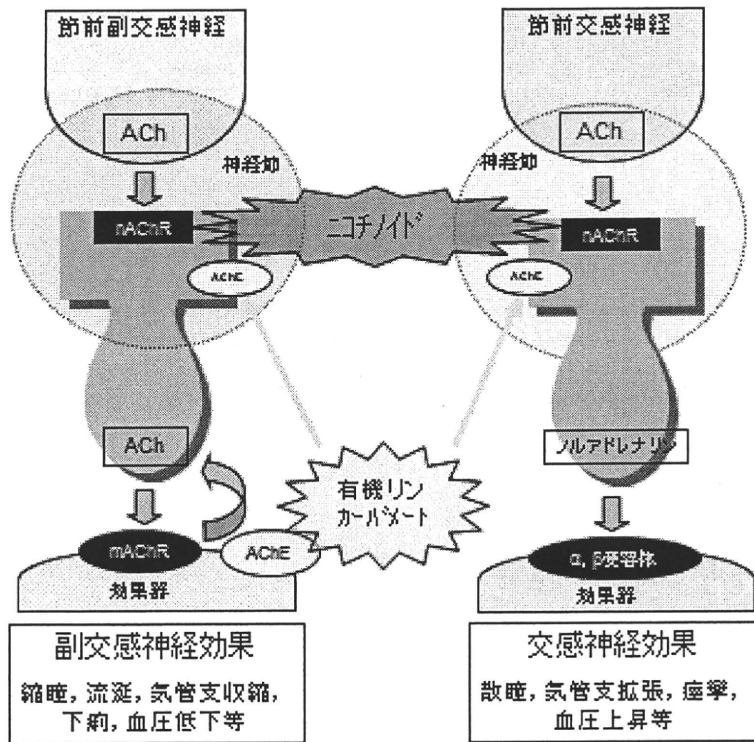 節前副交感神経
ACh
神経節
nAChR
AChE
ACh
mAChR
AChE
効果器
副交感神経効果
縮瞳，流涎，気管支収縮，
下痢，血圧低下等
ニコチノイド
有機リン
カーバメート
節前交感神経
ACh
神経節
nAChR
AChE
ノルアドレナリン
α，β受容体
効果器
交感神経効果
散瞳，気管支拡張，痙攣，
血圧上昇等